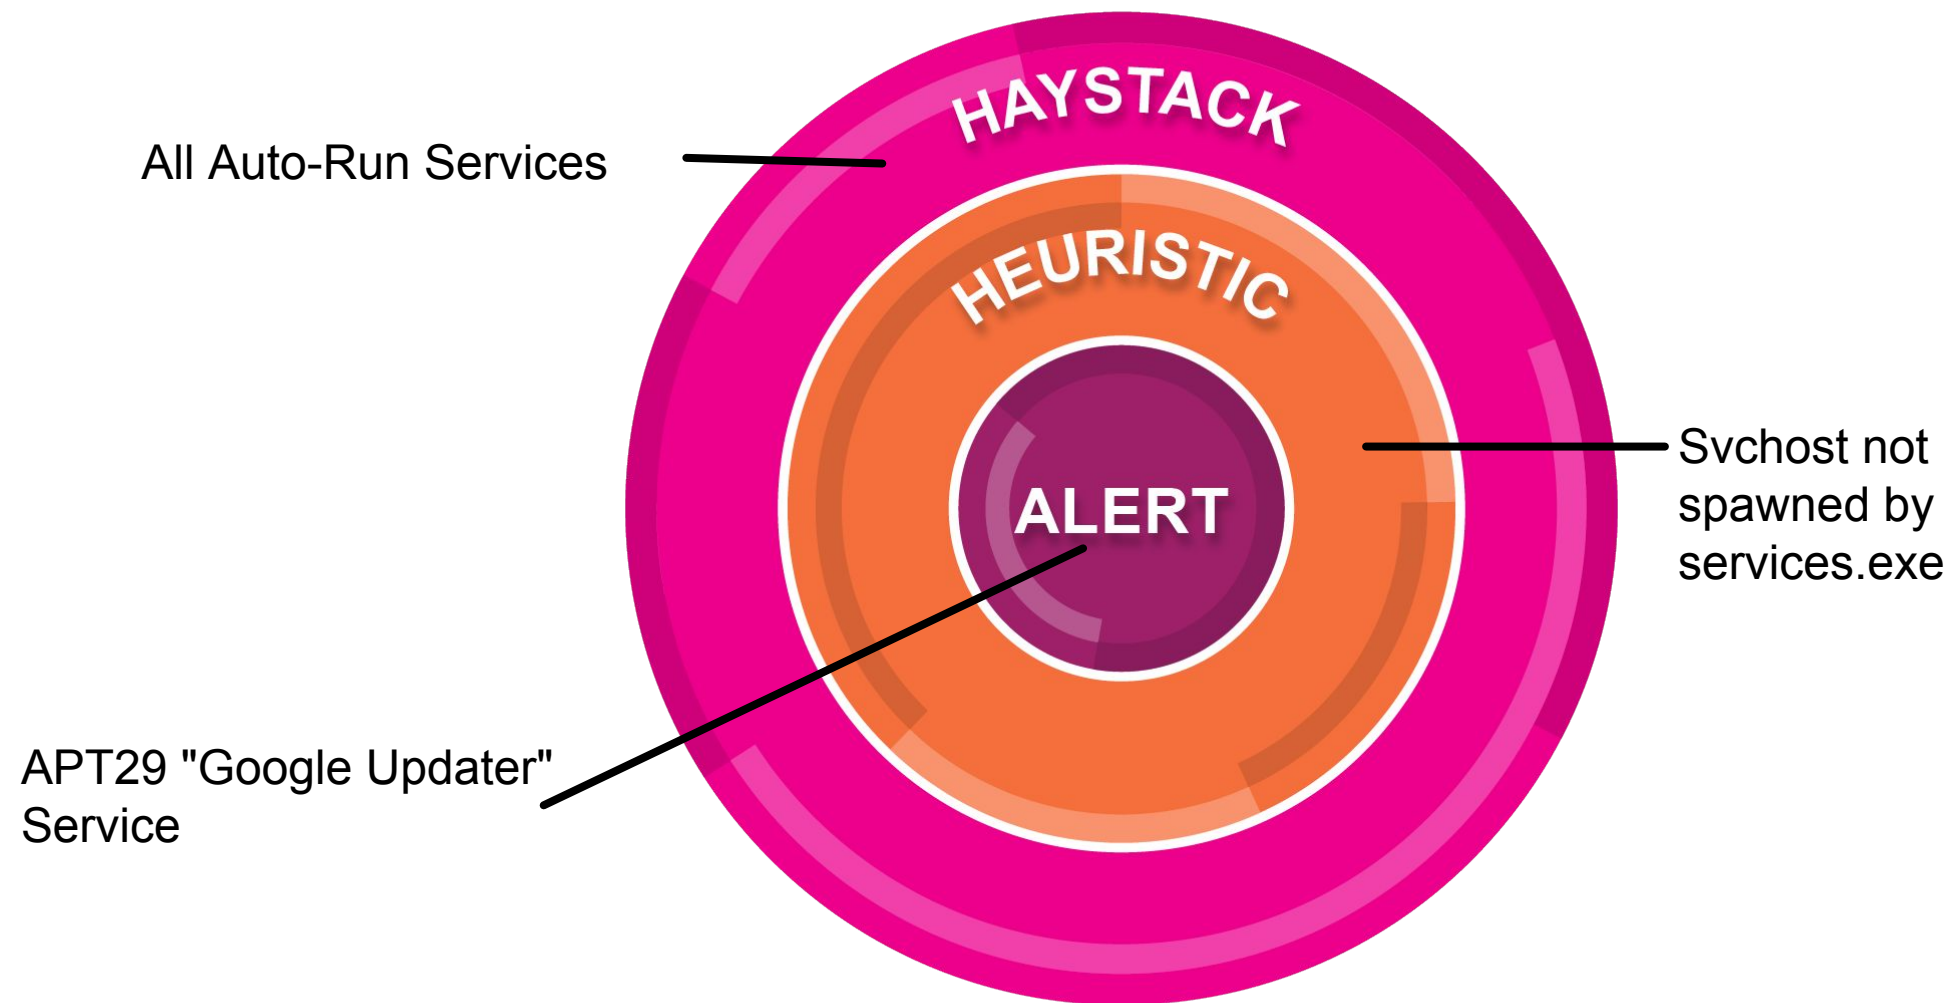 HAYSTACK
All Auto-Run Services
HEURISTIC
Svchost not
spawned by
services.exe
ALERT
APT29 "Google Updater"
Service